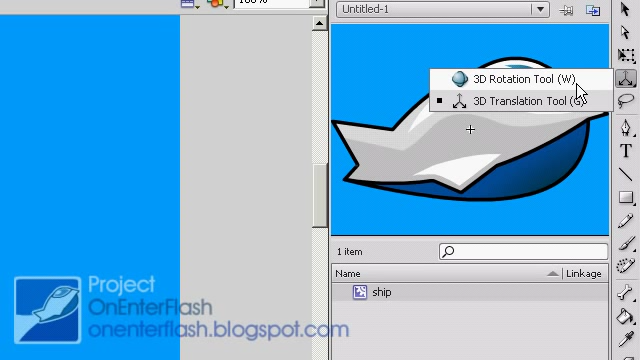 100%
Untitled-1
3D Rotation Tool (W)
3D Translation Tool (G)
T
1 item
Name
Linkage
ship
Project
OnEnterFlash
onenterflash.blogspot.com